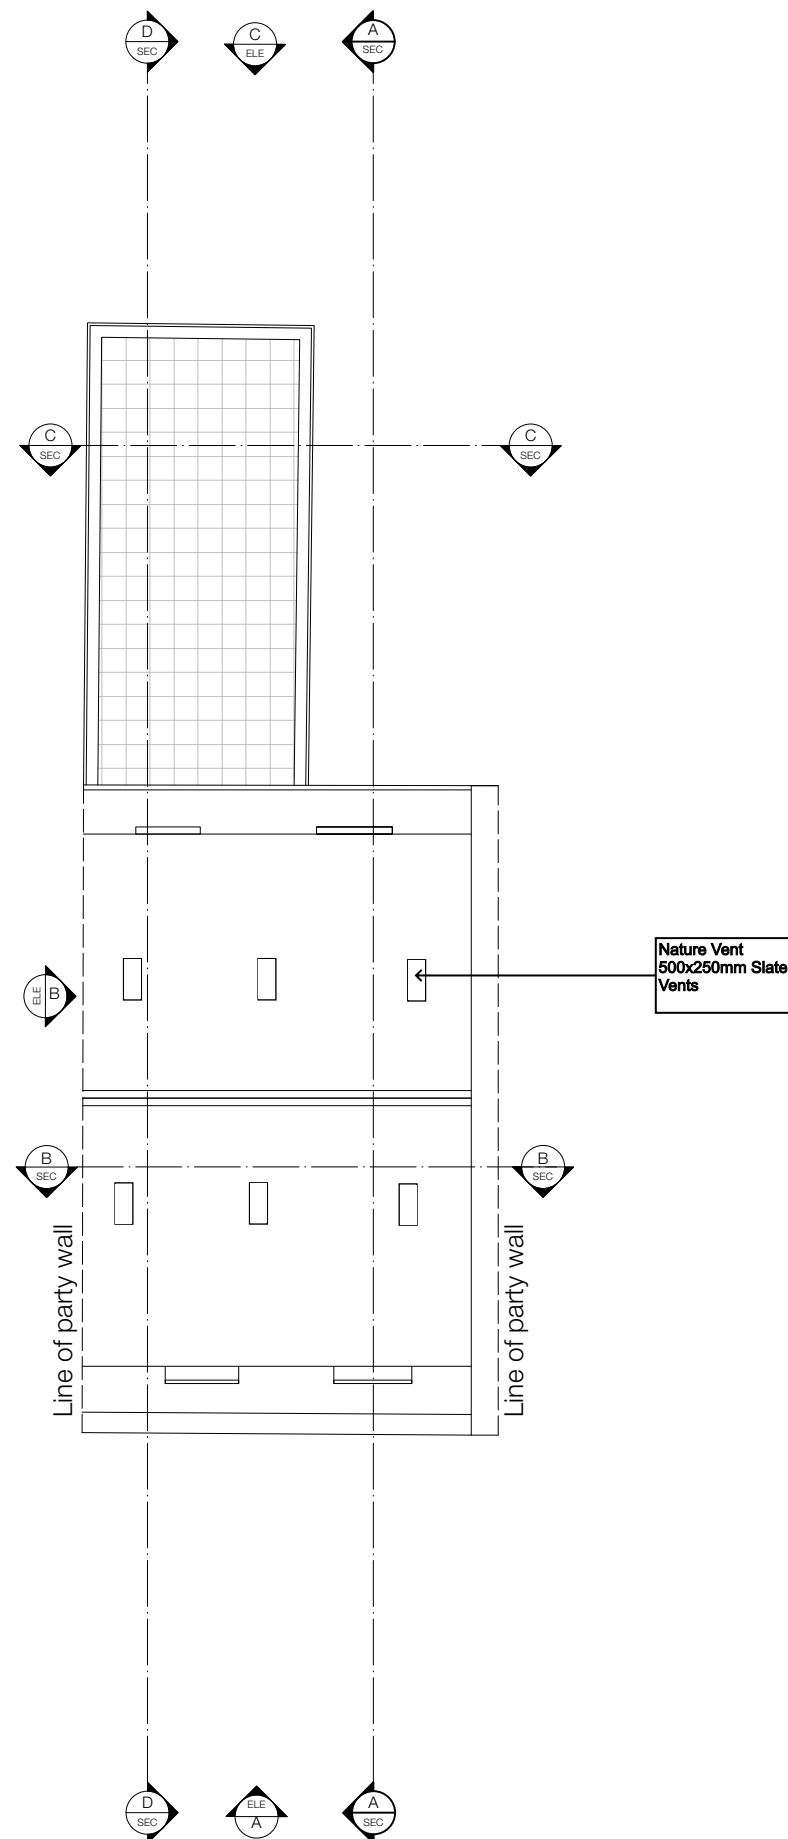 D
SEC
C
ELE
A
SEC
C
SEC
C
SEC
Nature Vent
500x250mm Slate
Vents
ELE
B
B
SEC
B
SEC
Line of party wall
Line of party wall
D
SEC
ELE
A
A
SEC